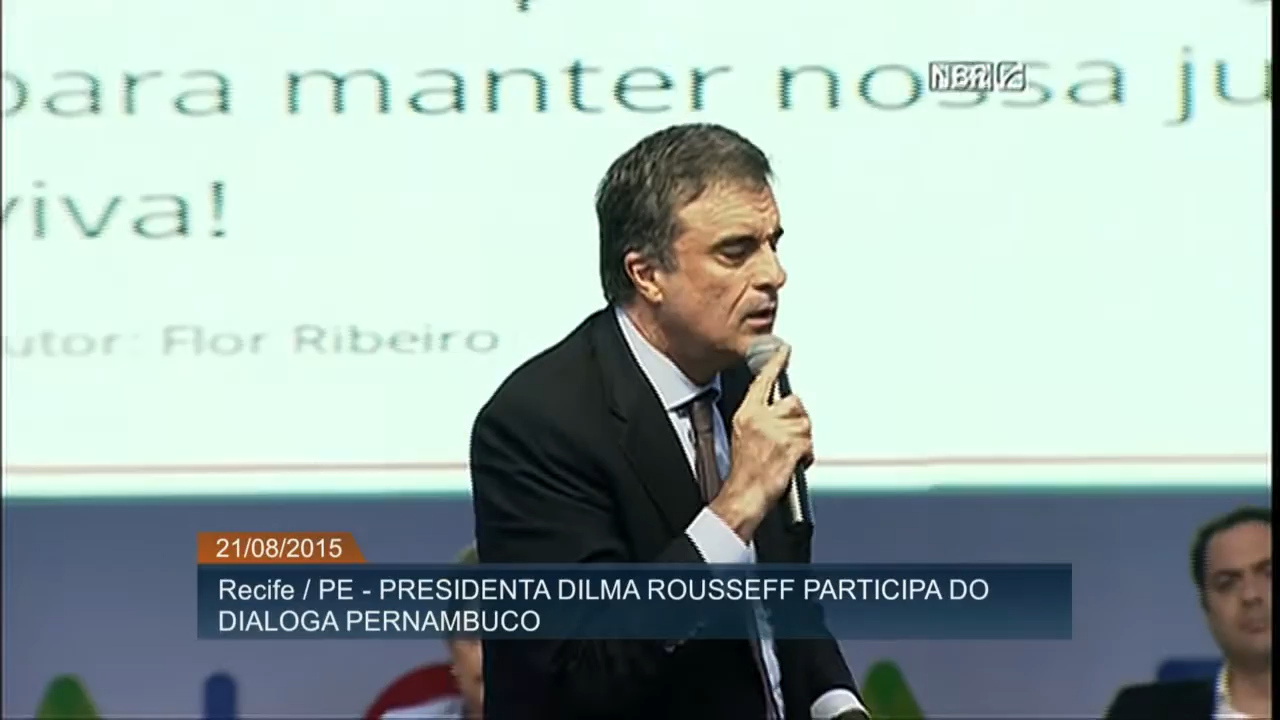 para manter nossa ju
viva!
utor: Flor Ribeiro
21/08/2015
Recife / PE - PRESIDENTA DILMA ROUSSEFF PARTICIPA DO
DIALOGA PERNAMBUCO